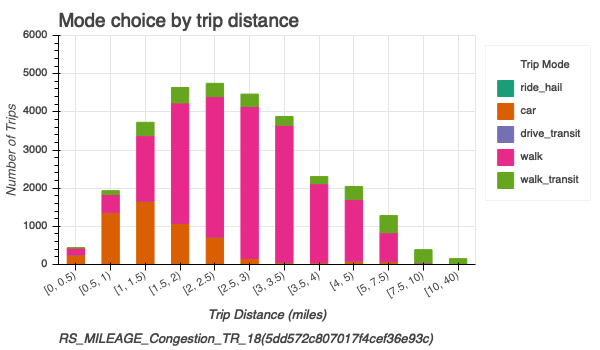 Mode choice by trip distance
6000
5000
4000
3000
2000
1000
0
Number of Trips
[0, 0.5)
[0.5, 1)
[1, 1.5)
[1.5, 2)
[2, 2.5)
[2.5, 3)
[3, 3.5)
[3.5, 4)
[4, 5)
[5, 7.5)
[7.5, 10)
[10, 40)
Trip Distance (miles)
Trip Mode
ride_hail
car
drive_transit
walk
walk_transit
RS_MILEAGE_Congestion_TR_18(5dd572c807017f4cef36e93c)